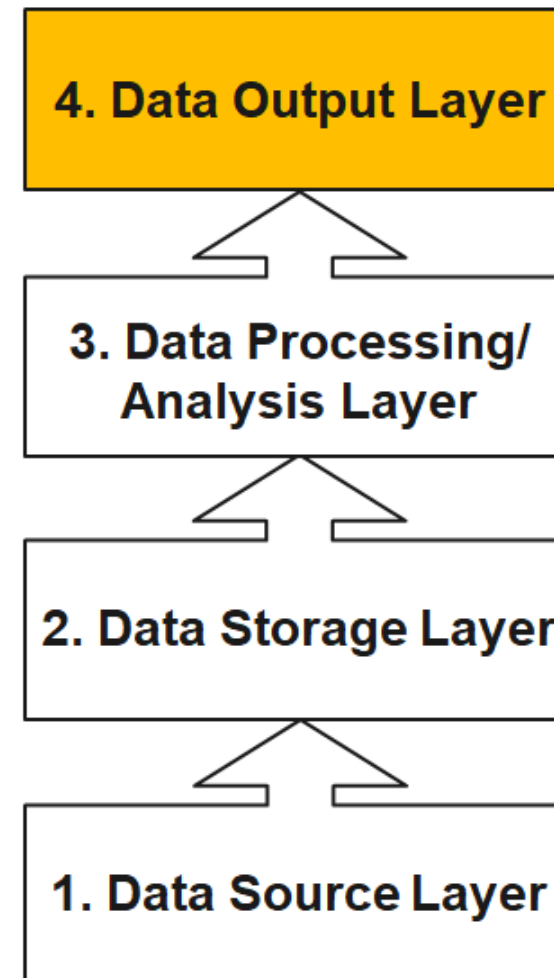 4. Data Output Layer
3. Data Processing/
Analysis Layer
2. Data Storage Layer
1. Data Source Layer